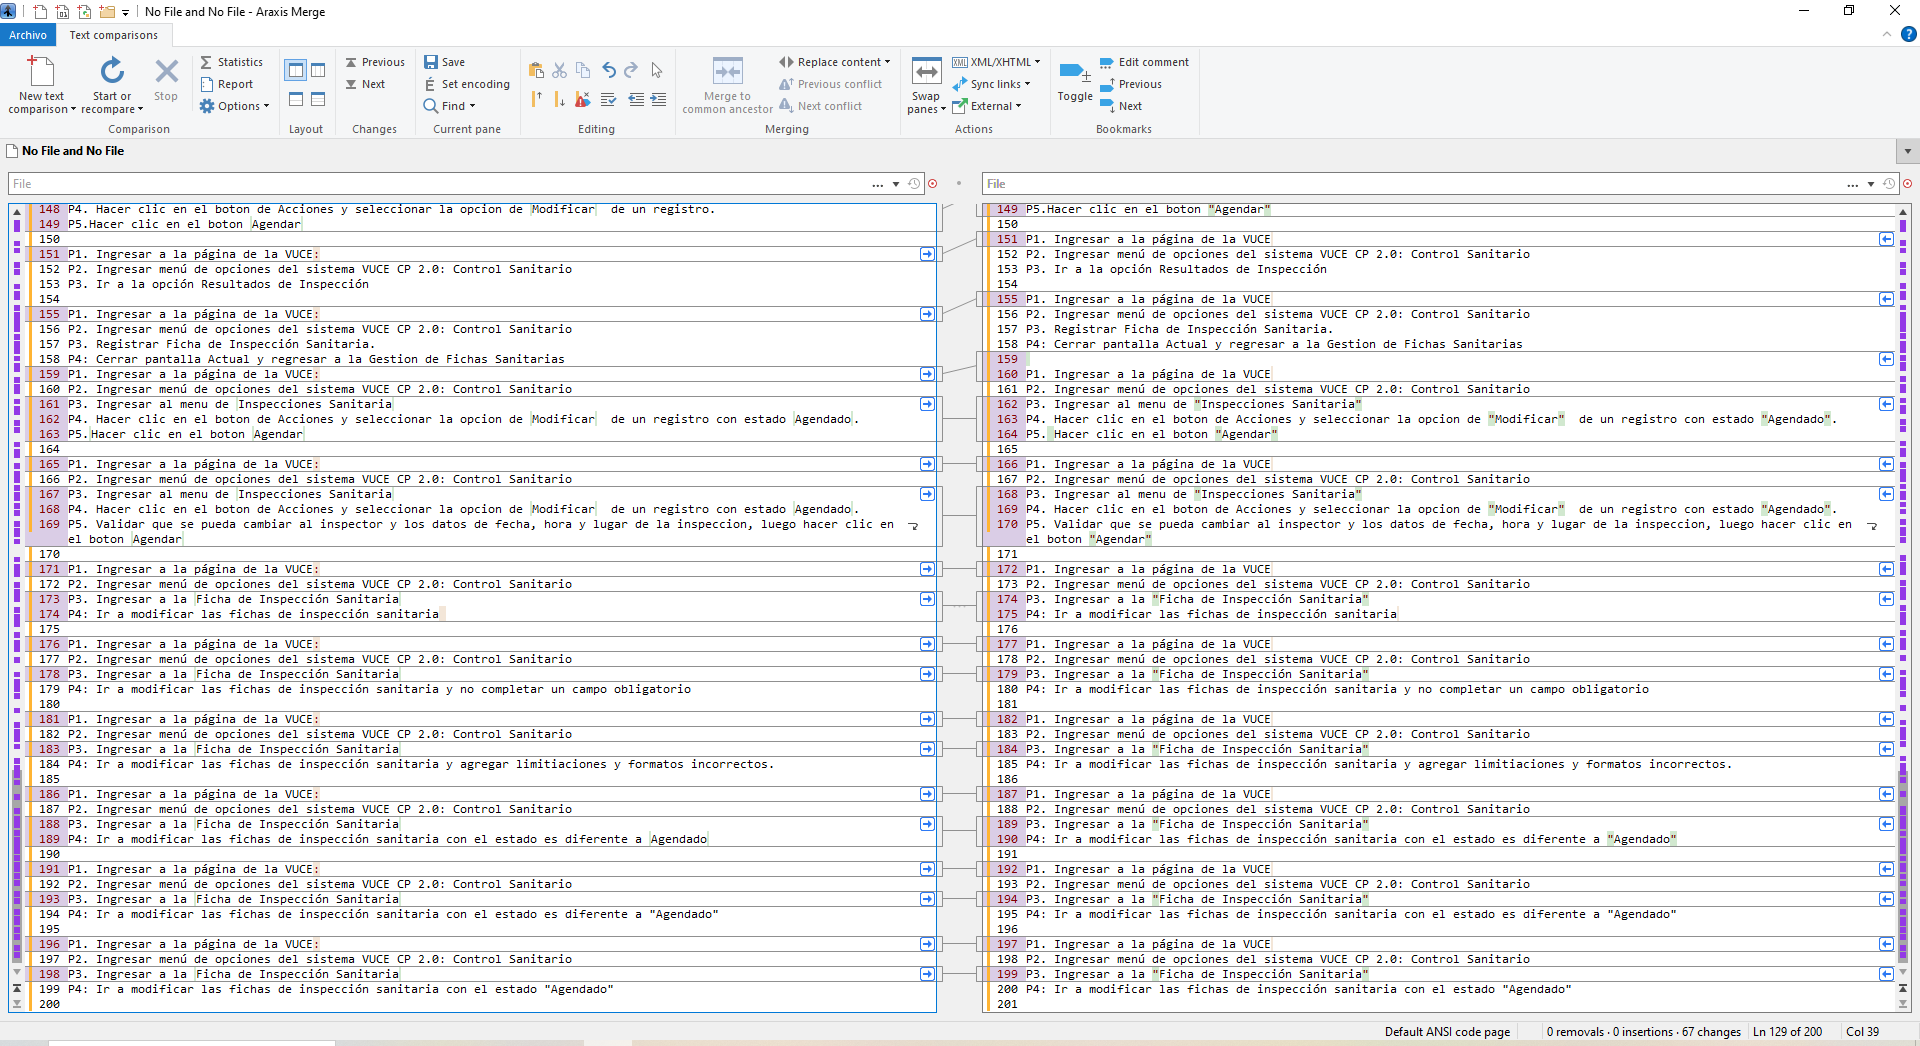 No File and No File - Araxis Merge
Archivo
Text comparisons
New text comparison
Start or recompare
Stop
Statistics
Report
Options
Comparison
Layout
Previous
Next
Changes
Save
Set encoding
Find
Current pane
Editing
Merge to common ancestor
Replace content
Previous conflict
Next conflict
Merging
Swap panes
XML/XHTML
Sync links
External
Actions
Toggle
Edit comment
Previous
Next
Bookmarks
No File and No File
File
148 P4. Hacer clic en el boton de Acciones y seleccionar la opcion de Modificar  de un registro.
149 P5.Hacer clic en el boton Agendar
150
151 P1. Ingresar a la página de la VUCE:
152 P2. Ingresar menú de opciones del sistema VUCE CP 2.0: Control Sanitario
153 P3. Ir a la opción Resultados de Inspección
154
155 P1. Ingresar a la página de la VUCE:
156 P2. Ingresar menú de opciones del sistema VUCE CP 2.0: Control Sanitario
157 P3. Registrar Ficha de Inspección Sanitaria.
158 P4: Cerrar pantalla Actual y regresar a la Gestion de Fichas Sanitarias
159 P1. Ingresar a la página de la VUCE:
160 P2. Ingresar menú de opciones del sistema VUCE CP 2.0: Control Sanitario
161 P3. Ingresar al menu de Inspecciones Sanitaria
162 P4. Hacer clic en el boton de Acciones y seleccionar la opcion de Modificar  de un registro con estado Agendado.
163 P5.Hacer clic en el boton Agendar
164
165 P1. Ingresar a la página de la VUCE:
166 P2. Ingresar menú de opciones del sistema VUCE CP 2.0: Control Sanitario
167 P3. Ingresar al menu de Inspecciones Sanitaria
168 P4. Hacer clic en el boton de Acciones y seleccionar la opcion de Modificar  de un registro con estado Agendado.
169 P5. Validar que se pueda cambiar al inspector y los datos de fecha, hora y lugar de la inspeccion, luego hacer clic en
el boton Agendar
170
171 P1. Ingresar a la página de la VUCE:
172 P2. Ingresar menú de opciones del sistema VUCE CP 2.0: Control Sanitario
173 P3. Ingresar a la Ficha de Inspección Sanitaria
174 P4: Ir a modificar las fichas de inspección sanitaria
175
176 P1. Ingresar a la página de la VUCE:
177 P2. Ingresar menú de opciones del sistema VUCE CP 2.0: Control Sanitario
178 P3. Ingresar a la Ficha de Inspección Sanitaria
179 P4: Ir a modificar las fichas de inspección sanitaria y no completar un campo obligatorio
180
181 P1. Ingresar a la página de la VUCE:
182 P2. Ingresar menú de opciones del sistema VUCE CP 2.0: Control Sanitario
183 P3. Ingresar a la Ficha de Inspección Sanitaria
184 P4: Ir a modificar las fichas de inspección sanitaria y agregar limitiaciones y formatos incorrectos.
185
186 P1. Ingresar a la página de la VUCE:
187 P2. Ingresar menú de opciones del sistema VUCE CP 2.0: Control Sanitario
188 P3. Ingresar a la Ficha de Inspección Sanitaria
189 P4: Ir a modificar las fichas de inspección sanitaria con el estado es diferente a Agendado
190
191 P1. Ingresar a la página de la VUCE:
192 P2. Ingresar menú de opciones del sistema VUCE CP 2.0: Control Sanitario
193 P3. Ingresar a la Ficha de Inspección Sanitaria
194 P4: Ir a modificar las fichas de inspección sanitaria con el estado es diferente a "Agendado"
195
196 P1. Ingresar a la página de la VUCE:
197 P2. Ingresar menú de opciones del sistema VUCE CP 2.0: Control Sanitario
198 P3. Ingresar a la Ficha de Inspección Sanitaria
199 P4: Ir a modificar las fichas de inspección sanitaria con el estado "Agendado"
200
File
149 P5.Hacer clic en el boton "Agendar"
150
151 P1. Ingresar a la página de la VUCE
152 P2. Ingresar menú de opciones del sistema VUCE CP 2.0: Control Sanitario
153 P3. Ir a la opción Resultados de Inspección
154
155 P1. Ingresar a la página de la VUCE
156 P2. Ingresar menú de opciones del sistema VUCE CP 2.0: Control Sanitario
157 P3. Registrar Ficha de Inspección Sanitaria.
158 P4: Cerrar pantalla Actual y regresar a la Gestion de Fichas Sanitarias
159
160 P1. Ingresar a la página de la VUCE
161 P2. Ingresar menú de opciones del sistema VUCE CP 2.0: Control Sanitario
162 P3. Ingresar al menu de "Inspecciones Sanitaria"
163 P4. Hacer clic en el boton de Acciones y seleccionar la opcion de "Modificar"  de un registro con estado "Agendado".
164 P5. Hacer clic en el boton "Agendar"
165
166 P1. Ingresar a la página de la VUCE
167 P2. Ingresar menú de opciones del sistema VUCE CP 2.0: Control Sanitario
168 P3. Ingresar al menu de "Inspecciones Sanitaria"
169 P4. Hacer clic en el boton de Acciones y seleccionar la opcion de "Modificar"  de un registro con estado "Agendado".
170 P5. Validar que se pueda cambiar al inspector y los datos de fecha, hora y lugar de la inspeccion, luego hacer clic en
el boton "Agendar"
171
172 P1. Ingresar a la página de la VUCE
173 P2. Ingresar menú de opciones del sistema VUCE CP 2.0: Control Sanitario
174 P3. Ingresar a la "Ficha de Inspección Sanitaria"
175 P4: Ir a modificar las fichas de inspección sanitaria
176
177 P1. Ingresar a la página de la VUCE
178 P2. Ingresar menú de opciones del sistema VUCE CP 2.0: Control Sanitario
179 P3. Ingresar a la "Ficha de Inspección Sanitaria"
180 P4: Ir a modificar las fichas de inspección sanitaria y no completar un campo obligatorio
181
182 P1. Ingresar a la página de la VUCE
183 P2. Ingresar menú de opciones del sistema VUCE CP 2.0: Control Sanitario
184 P3. Ingresar a la "Ficha de Inspección Sanitaria"
185 P4: Ir a modificar las fichas de inspección sanitaria y agregar limitiaciones y formatos incorrectos.
186
187 P1. Ingresar a la página de la VUCE
188 P2. Ingresar menú de opciones del sistema VUCE CP 2.0: Control Sanitario
189 P3. Ingresar a la "Ficha de Inspección Sanitaria"
190 P4: Ir a modificar las fichas de inspección sanitaria con el estado es diferente a "Agendado"
191
192 P1. Ingresar a la página de la VUCE
193 P2. Ingresar menú de opciones del sistema VUCE CP 2.0: Control Sanitario
194 P3. Ingresar a la "Ficha de Inspección Sanitaria"
195 P4: Ir a modificar las fichas de inspección sanitaria con el estado es diferente a "Agendado"
196
197 P1. Ingresar a la página de la VUCE
198 P2. Ingresar menú de opciones del sistema VUCE CP 2.0: Control Sanitario
199 P3. Ingresar a la "Ficha de Inspección Sanitaria"
200 P4: Ir a modificar las fichas de inspección sanitaria con el estado "Agendado"
201
Default ANSI code page
0 removals · 0 insertions · 67 changes
Ln 129 of 200
Col 39